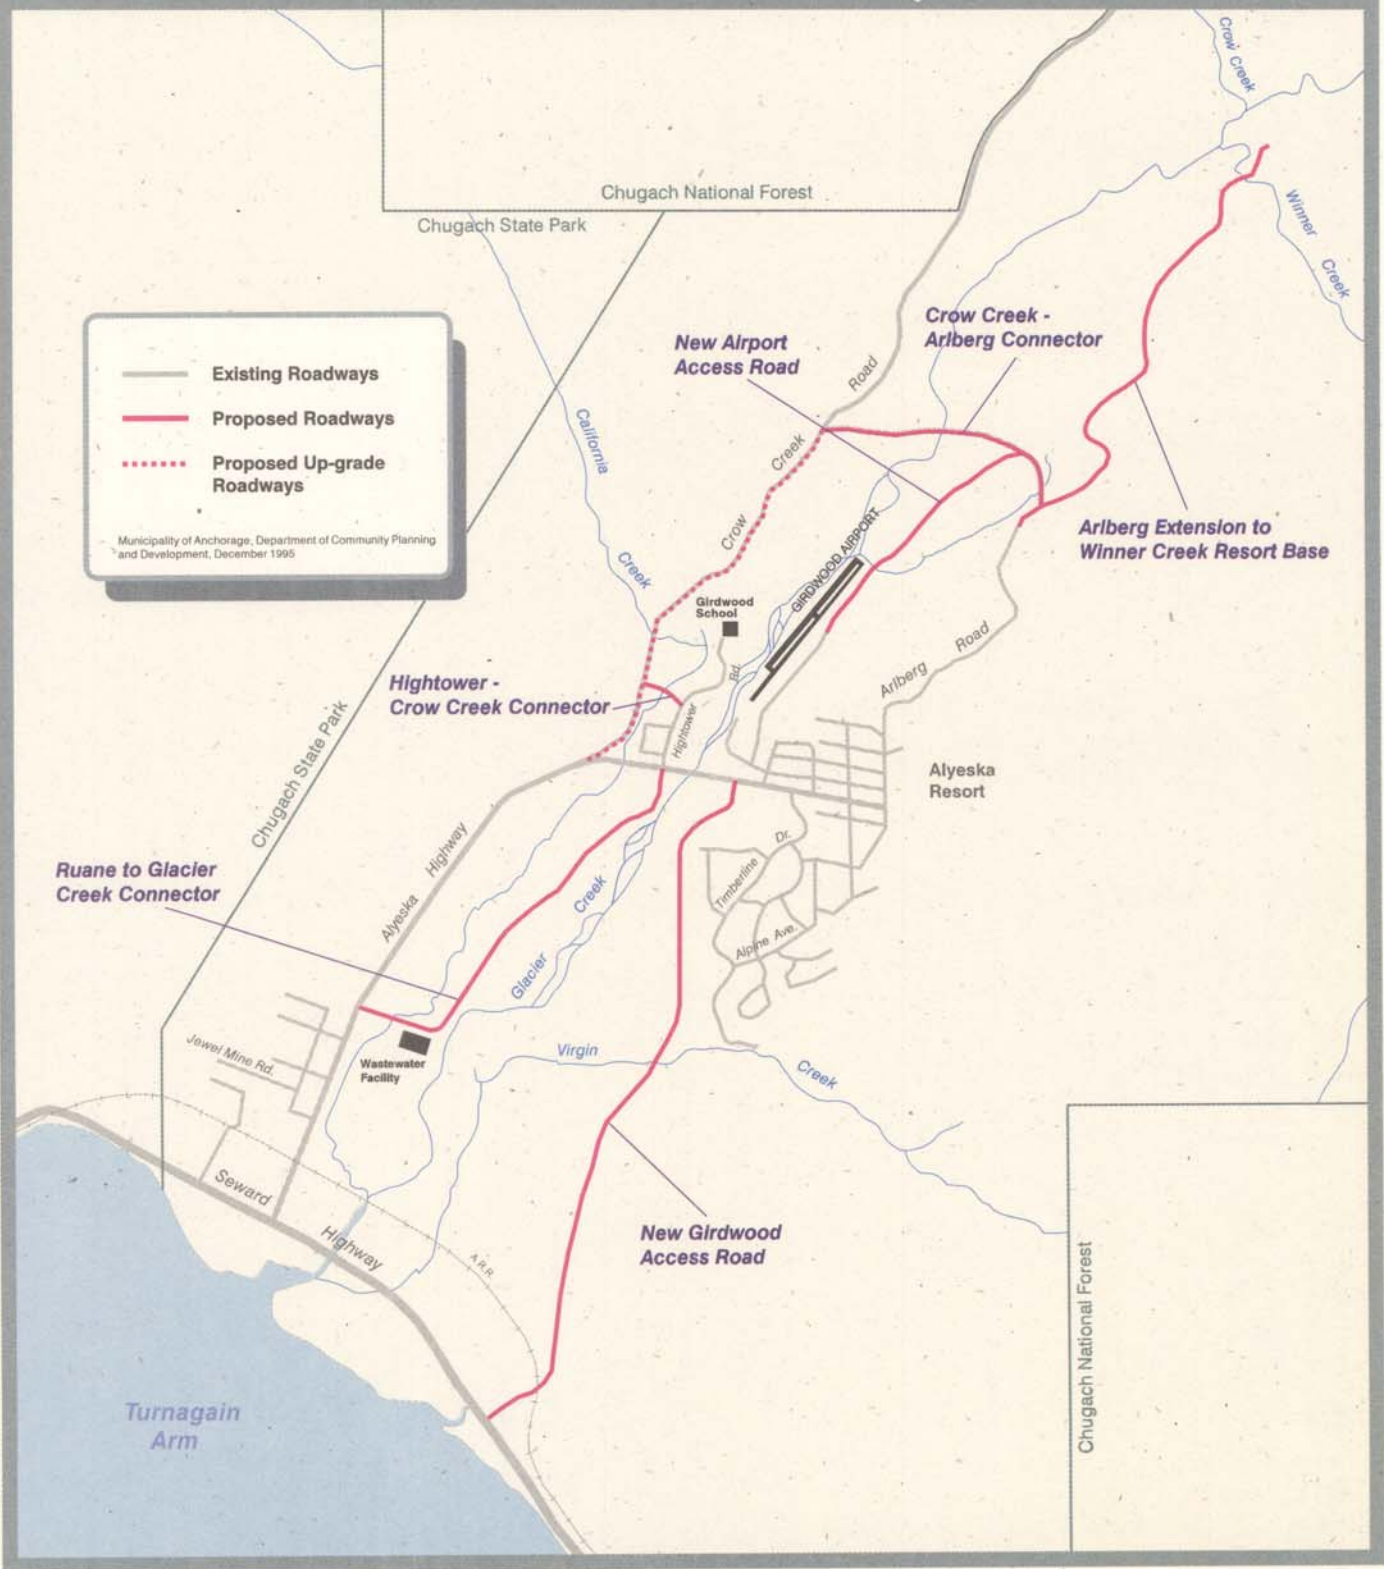 Crow Creek
Chugach National Forest
Chugach State Park
Winner
Creek
Crow Creek -
Arlberg Connector
New Airport
Access Road
Road
Existing Roadways
Proposed Roadways
Proposed Up-grade
Roadways
Municipality of Anchorage, Department of Community Planning
and Development, December 1995
California
Creek
Creek
Crow
Arlberg Extension to
Winner Creek Resort Base
GIRDWOOD AIRPORT
Girdwood
School
Rd.
Road
Arlberg
Hightower -
Crow Creek Connector
Hightower
Chugach State Park
Alyeska
Resort
Highway
Alyeska
Dr.
Timberline
Alpine Ave.
Ruane to Glacier
Creek Connector
Creek
Glacier
Jewel Mine Rd.
Wastewater
Facility
Virgin
Creek
Seward
Highway
A.R.R.
New Girdwood
Access Road
Chugach National Forest
Turnagain
Arm